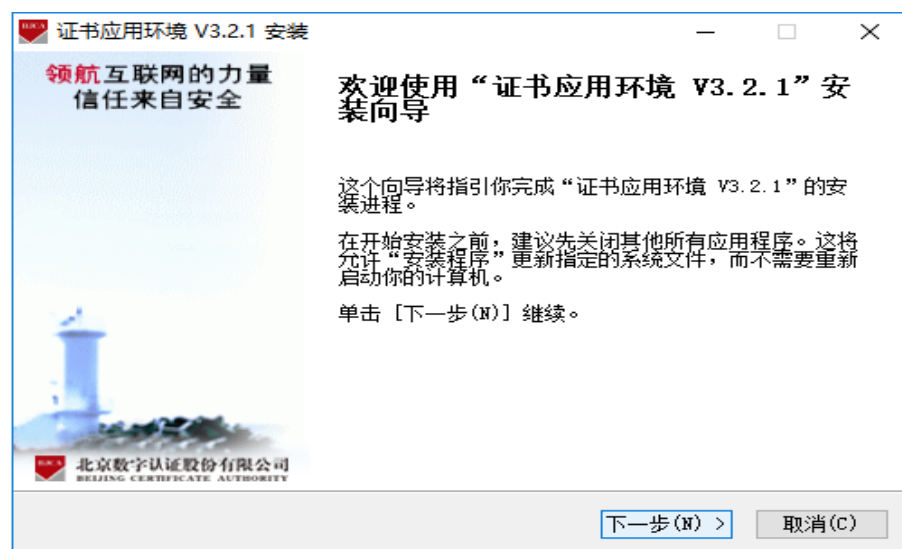 BJCA 证书应用环境 V3.2.1 安装
领航互联网的力量
信任来自安全
欢迎使用“证书应用环境 V3.2.1”安
装向导
这个向导将指引你完成“证书应用环境 V3.2.1”的安
装进程。
在开始安装之前，建议先关闭其他所有应用程序。这将
允许“安装程序”更新指定的系统文件，而不需要重新
启动你的计算机。
单击 [下一步(N)] 继续。
BJCA 北京数字认证股份有限公司
BEIJING CERTIFICATE AUTHORITY
下一步(N) >
取消(C)